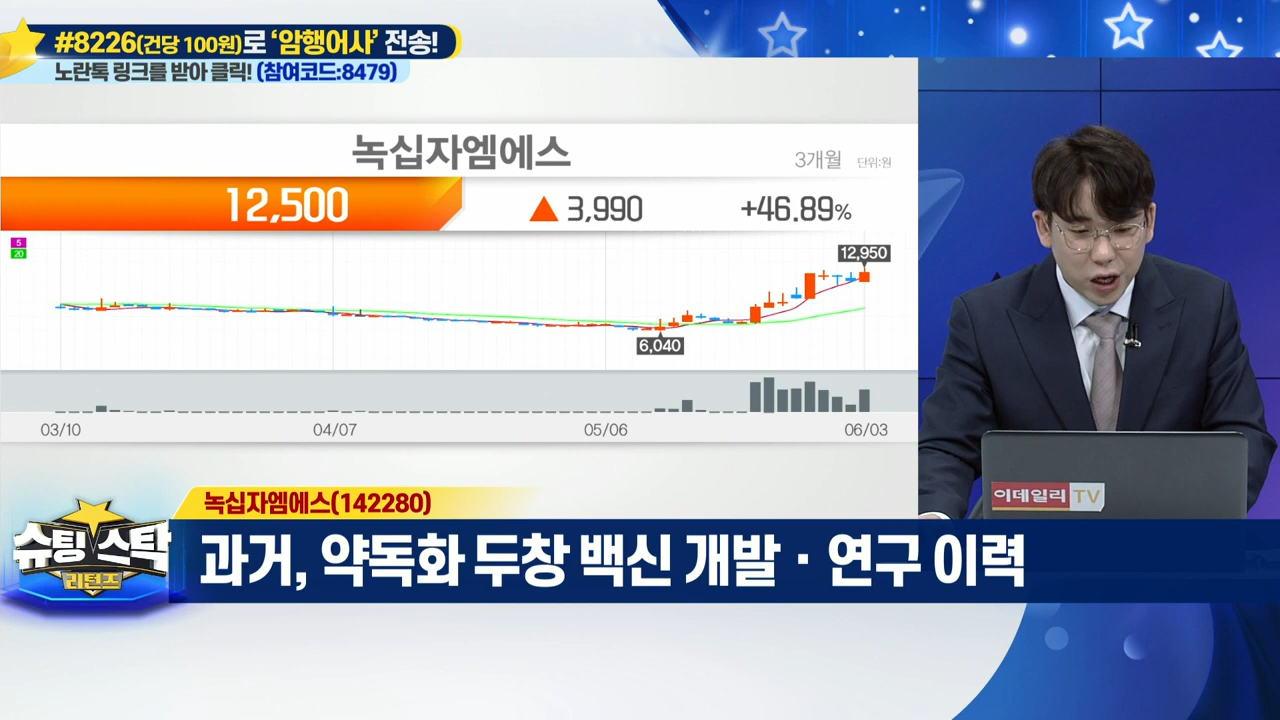 #8226(건당 100원)로 ‘암행어사’ 전송!
노란톡 링크를 받아 클릭! (참여코드:8479)
녹십자엠에스
3개월 단위:원
12,500 ▲ 3,990 +46.89%
5
20
12,950
6,040
03/10 04/07 05/06 06/03
이데일리TV
녹십자엠에스(142280)
슈팅스탁
리턴즈
과거, 약독화 두창 백신 개발 · 연구 이력